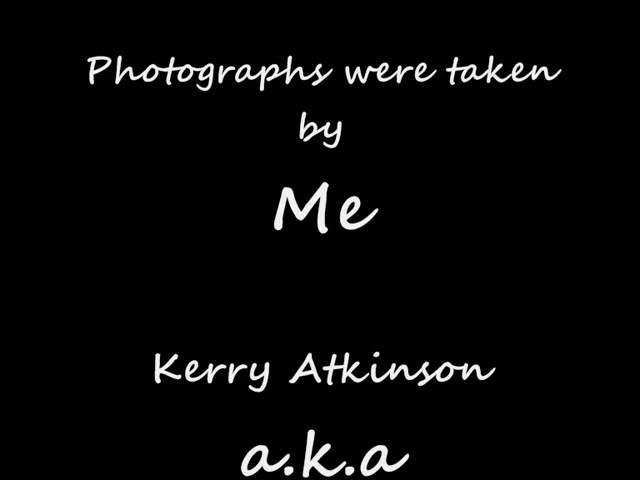 Photographs were taken
by
Me
Kerry Atkinson
a.k.a